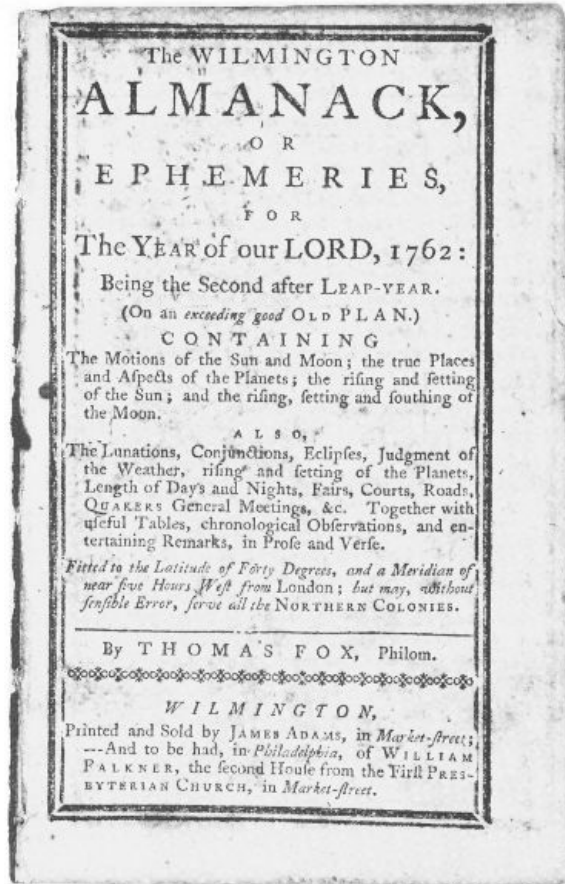 The WILMINGTON
ALMANACK,
OR
EPHEMERIES,
FOR
The YEAR of our LORD, 1762:
Being the Second after LEAP-YEAR.
(On an exceeding good OLD PLAN.)
CONTAINING
The Motions of the Sun and Moon; the true Places
and Aſpects of the Planets; the riſing and ſetting
of the Sun; and the riſing, ſetting and ſouthing of
the Moon.
ALSO,
The Lunations, Conjunctions, Eclipſes, Judgment of
the Weather, riſing and ſetting of the Planets,
Length of Days and Nights, Fairs, Courts, Roads,
QUAKERS General Meetings, &c. Together with
uſeful Tables, chronological Obſervations, and en-
tertaining Remarks, in Proſe and Verſe.
Fitted to the Latitude of Forty Degrees, and a Meridian of
near five Hours Weſt from London; but may, without
ſenſible Error, ſerve all the NORTHERN COLONIES.
By THOMAS FOX, Philom.
WILMINGTON,
Printed and Sold by JAMES ADAMS, in Market-ſtreet;
---And to be had, in Philadelphia, of WILLIAM
FALKNER, the ſecond Houſe from the Firſt PRES-
BYTERIAN CHURCH, in Market-ſtreet.